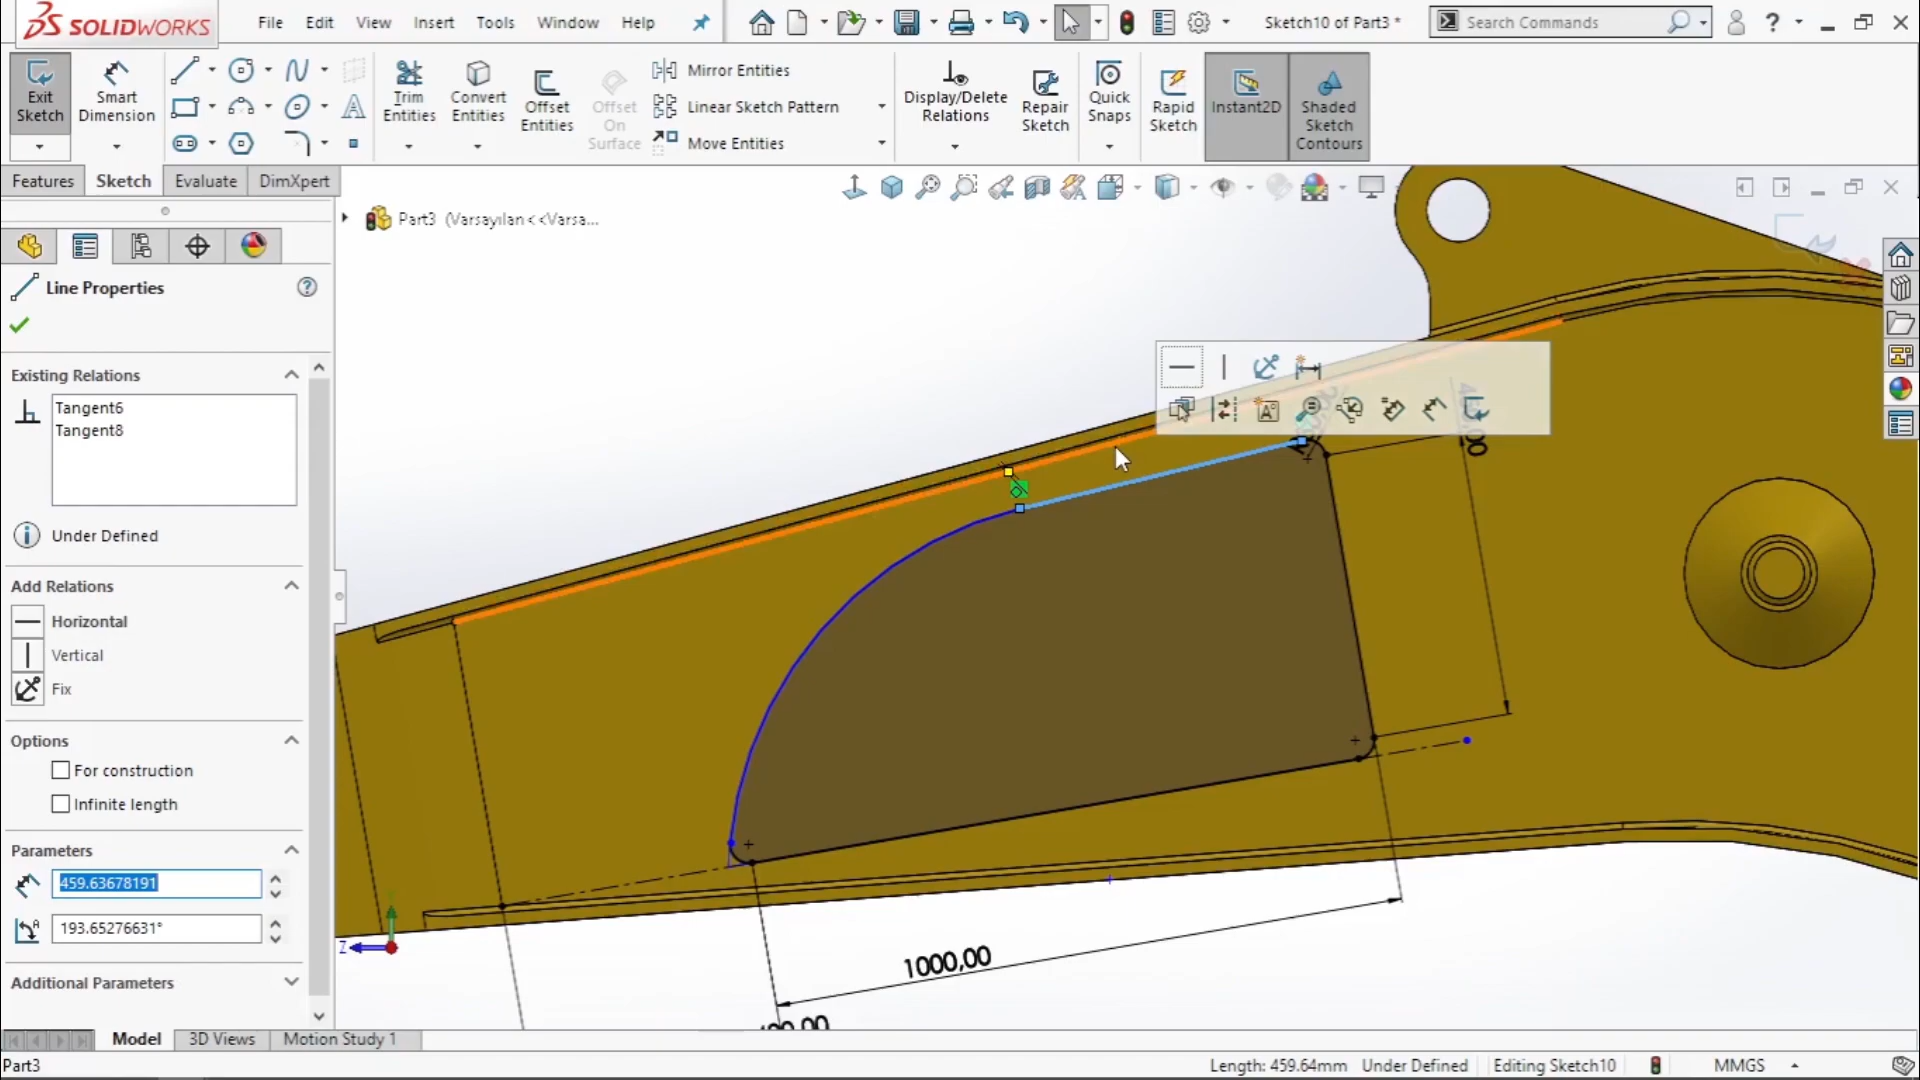 SOLIDWORKS
File Edit View Insert Tools Window Help
Sketch10 of Part3 *
Search Commands
Exit Sketch
Smart Dimension
Trim Entities
Convert Entities
Offset Entities
Offset On Surface
Mirror Entities
Linear Sketch Pattern
Move Entities
Display/Delete Relations
Repair Sketch
Quick Snaps
Rapid Sketch
Instant2D
Shaded Sketch Contours
Features Sketch Evaluate DimXpert
Part3 (Varsayılan<<Varsa...
Line Properties
Existing Relations
Tangent6
Tangent8
Under Defined
Add Relations
Horizontal
Vertical
Fix
Options
For construction
Infinite length
Parameters
459.63678191
193.65276631°
Additional Parameters
Z
1000,00
Model 3D Views Motion Study 1
Part3
Length: 459.64mm Under Defined Editing Sketch10 MMGS